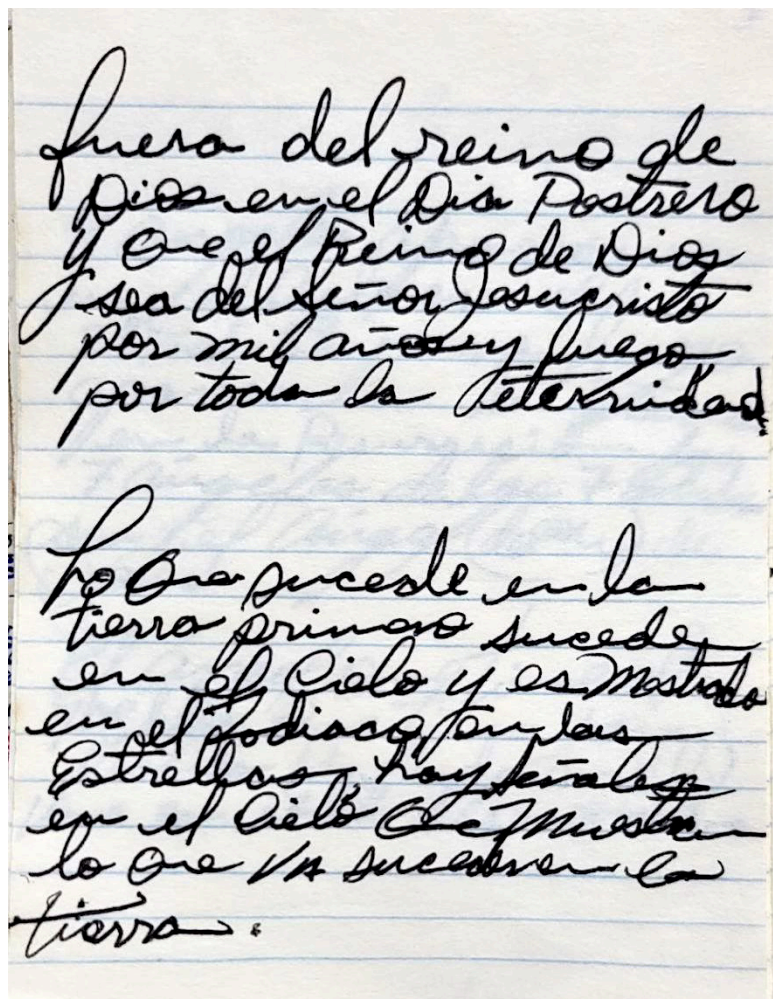 fuera del reino de
Dios en el Dia Postrero
y que el Reino de Dios
sea del Señor Jesucristo
por mil años y luego
por toda la eternidad.
Lo que sucede en la
tierra primero sucede
en el Cielo y es Mostrado
en el Zodiaco, en las
Estrellas, hay señales
en el Cielo que Muestran
lo que VA suceder en la
tierra.